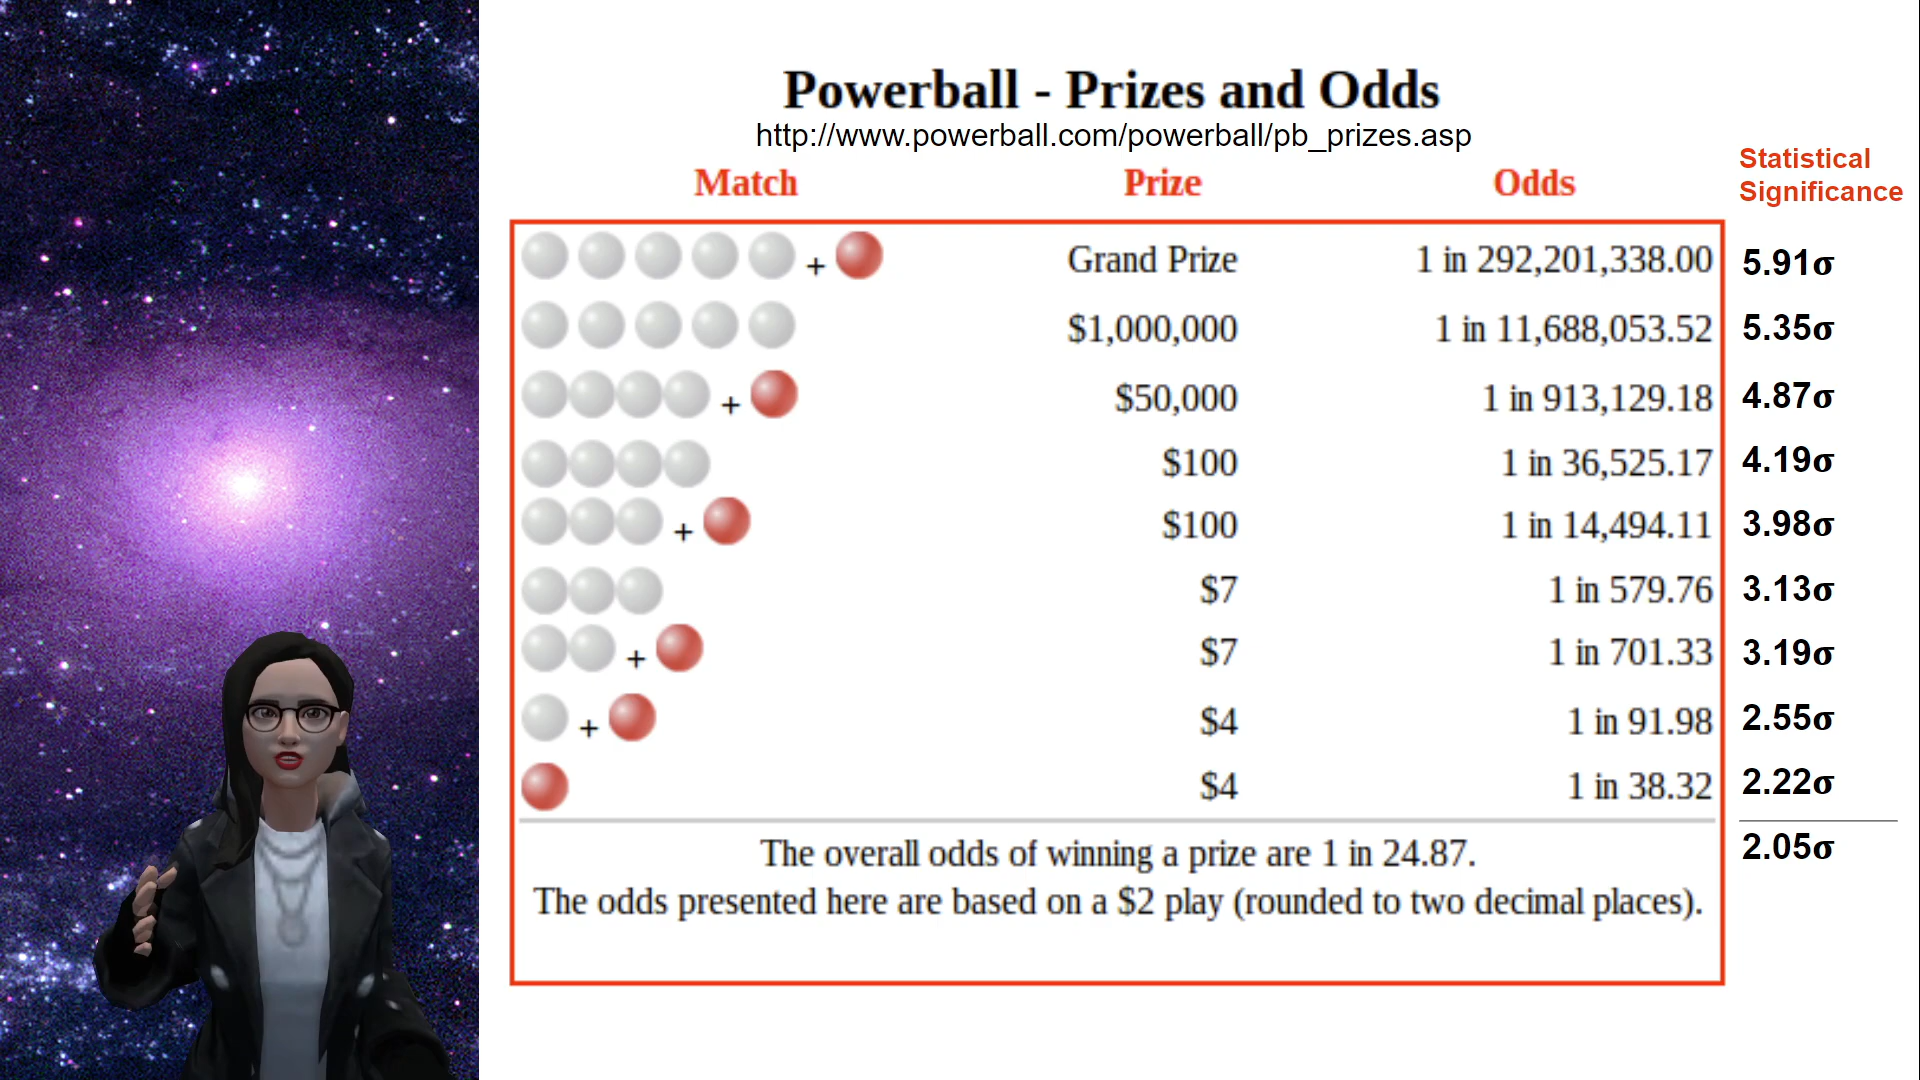 Powerball - Prizes and Odds
http://www.powerball.com/powerball/pb_prizes.asp
Match Prize Odds Statistical Significance
+ Grand Prize 1 in 292,201,338.00 5.91σ
$1,000,000 1 in 11,688,053.52 5.35σ
+ $50,000 1 in 913,129.18 4.87σ
$100 1 in 36,525.17 4.19σ
+ $100 1 in 14,494.11 3.98σ
$7 1 in 579.76 3.13σ
+ $7 1 in 701.33 3.19σ
+ $4 1 in 91.98 2.55σ
$4 1 in 38.32 2.22σ
The overall odds of winning a prize are 1 in 24.87. 2.05σ
The odds presented here are based on a $2 play (rounded to two decimal places).